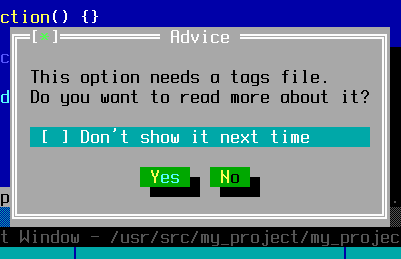 ction() {}
[*] Advice
c
This option needs a tags file.
d
Do you want to read more about it?
[ ] Don't show it next time
Yes No
p
t Window - /usr/src/my_project/my_projec